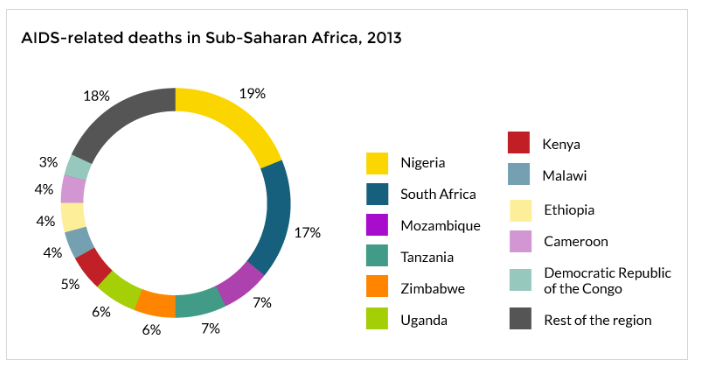 AIDS-related deaths in Sub-Saharan Africa, 2013
18%
19%
3%
4%
4%
4%
5%
6%
6%
7%
7%
17%
Nigeria
South Africa
Mozambique
Tanzania
Zimbabwe
Uganda
Kenya
Malawi
Ethiopia
Cameroon
Democratic Republic
of the Congo
Rest of the region